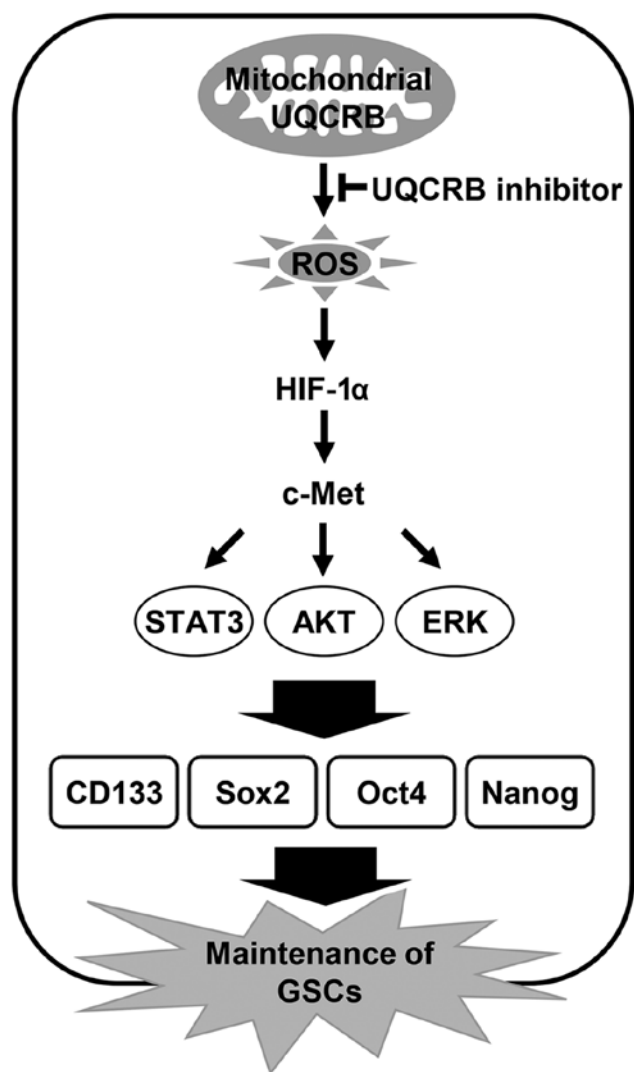 Mitochondrial
UQCRB
UQCRB inhibitor
ROS
HIF-1α
c-Met
STAT3 AKT ERK
CD133 Sox2 Oct4 Nanog
Maintenance of
GSCs